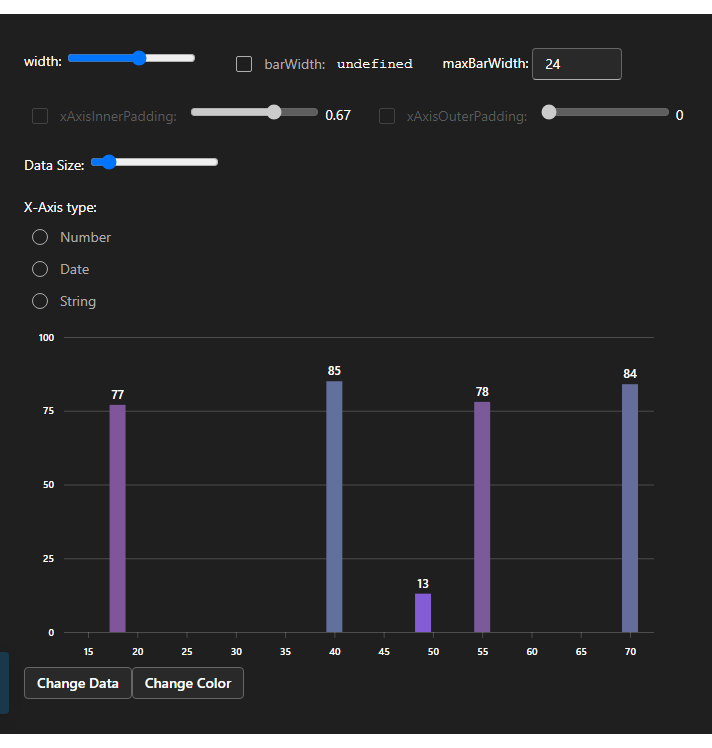 width: barWidth: undefined maxBarWidth: 24
xAxisInnerPadding: 0.67 xAxisOuterPadding: 0
Data Size:
X-Axis type:
Number
Date
String
100
85
84
77
78
75
50
25
13
0
15 20 25 30 35 40 45 50 55 60 65 70
Change Data Change Color